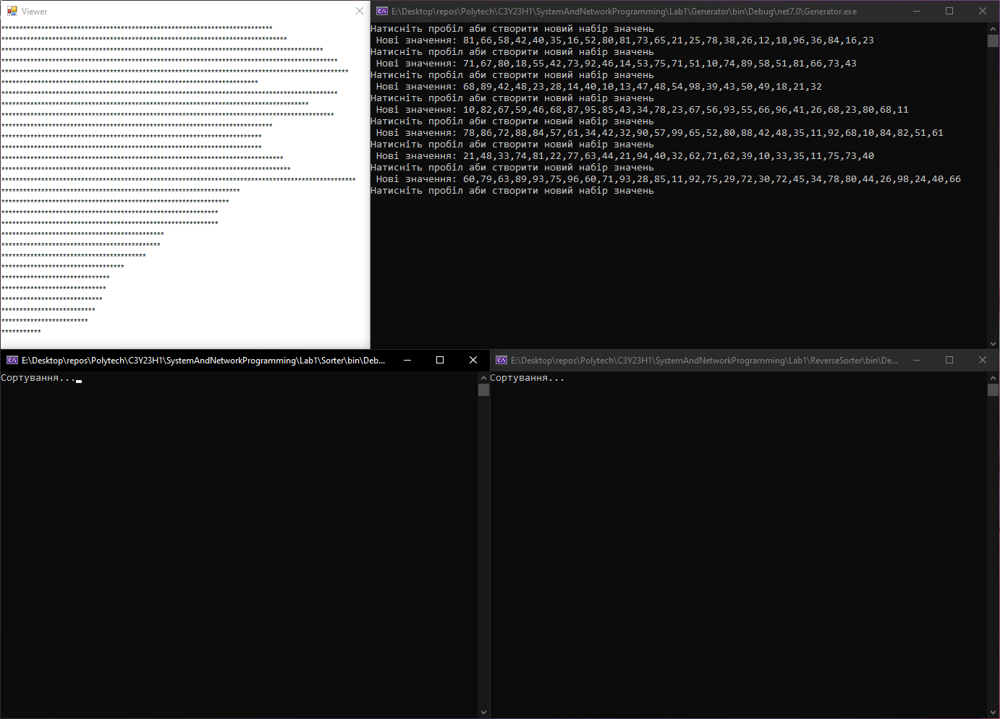 Viewer
E:\Desktop\repos\Polytech\C3Y23H1\SystemAndNetworkProgramming\Lab1\Generator\bin\Debug\net7.0\Generator.exe
Натисніть пробіл аби створити новий набір значень
Нові значення: 81,66,58,42,40,35,16,52,80,81,73,65,21,25,78,38,26,12,18,96,36,84,16,23
Натисніть пробіл аби створити новий набір значень
Нові значення: 71,67,80,18,55,42,73,92,46,14,53,75,71,51,10,74,89,58,51,81,66,73,43
Натисніть пробіл аби створити новий набір значень
Нові значення: 68,89,42,48,23,28,14,40,10,13,47,48,54,98,39,43,50,49,18,21,32
Натисніть пробіл аби створити новий набір значень
Нові значення: 10,82,67,59,46,68,87,95,85,43,34,78,23,67,56,93,55,66,96,41,26,68,23,80,68,11
Натисніть пробіл аби створити новий набір значень
Нові значення: 78,86,72,88,84,57,61,34,42,32,90,57,99,65,52,80,88,42,48,35,11,92,68,10,84,82,51,61
Натисніть пробіл аби створити новий набір значень
Нові значення: 21,48,33,74,81,22,77,63,44,21,94,40,32,62,71,62,39,10,33,35,11,75,73,40
Натисніть пробіл аби створити новий набір значень
Нові значення: 60,79,63,89,93,75,96,60,71,93,28,85,11,92,75,29,72,30,72,45,34,78,80,44,26,98,24,40,66
Натисніть пробіл аби створити новий набір значень
E:\Desktop\repos\Polytech\C3Y23H1\SystemAndNetworkProgramming\Lab1\Sorter\bin\Deb...
Сортування...
E:\Desktop\repos\Polytech\C3Y23H1\SystemAndNetworkProgramming\Lab1\ReverseSorter\bin\De...
Сортування...